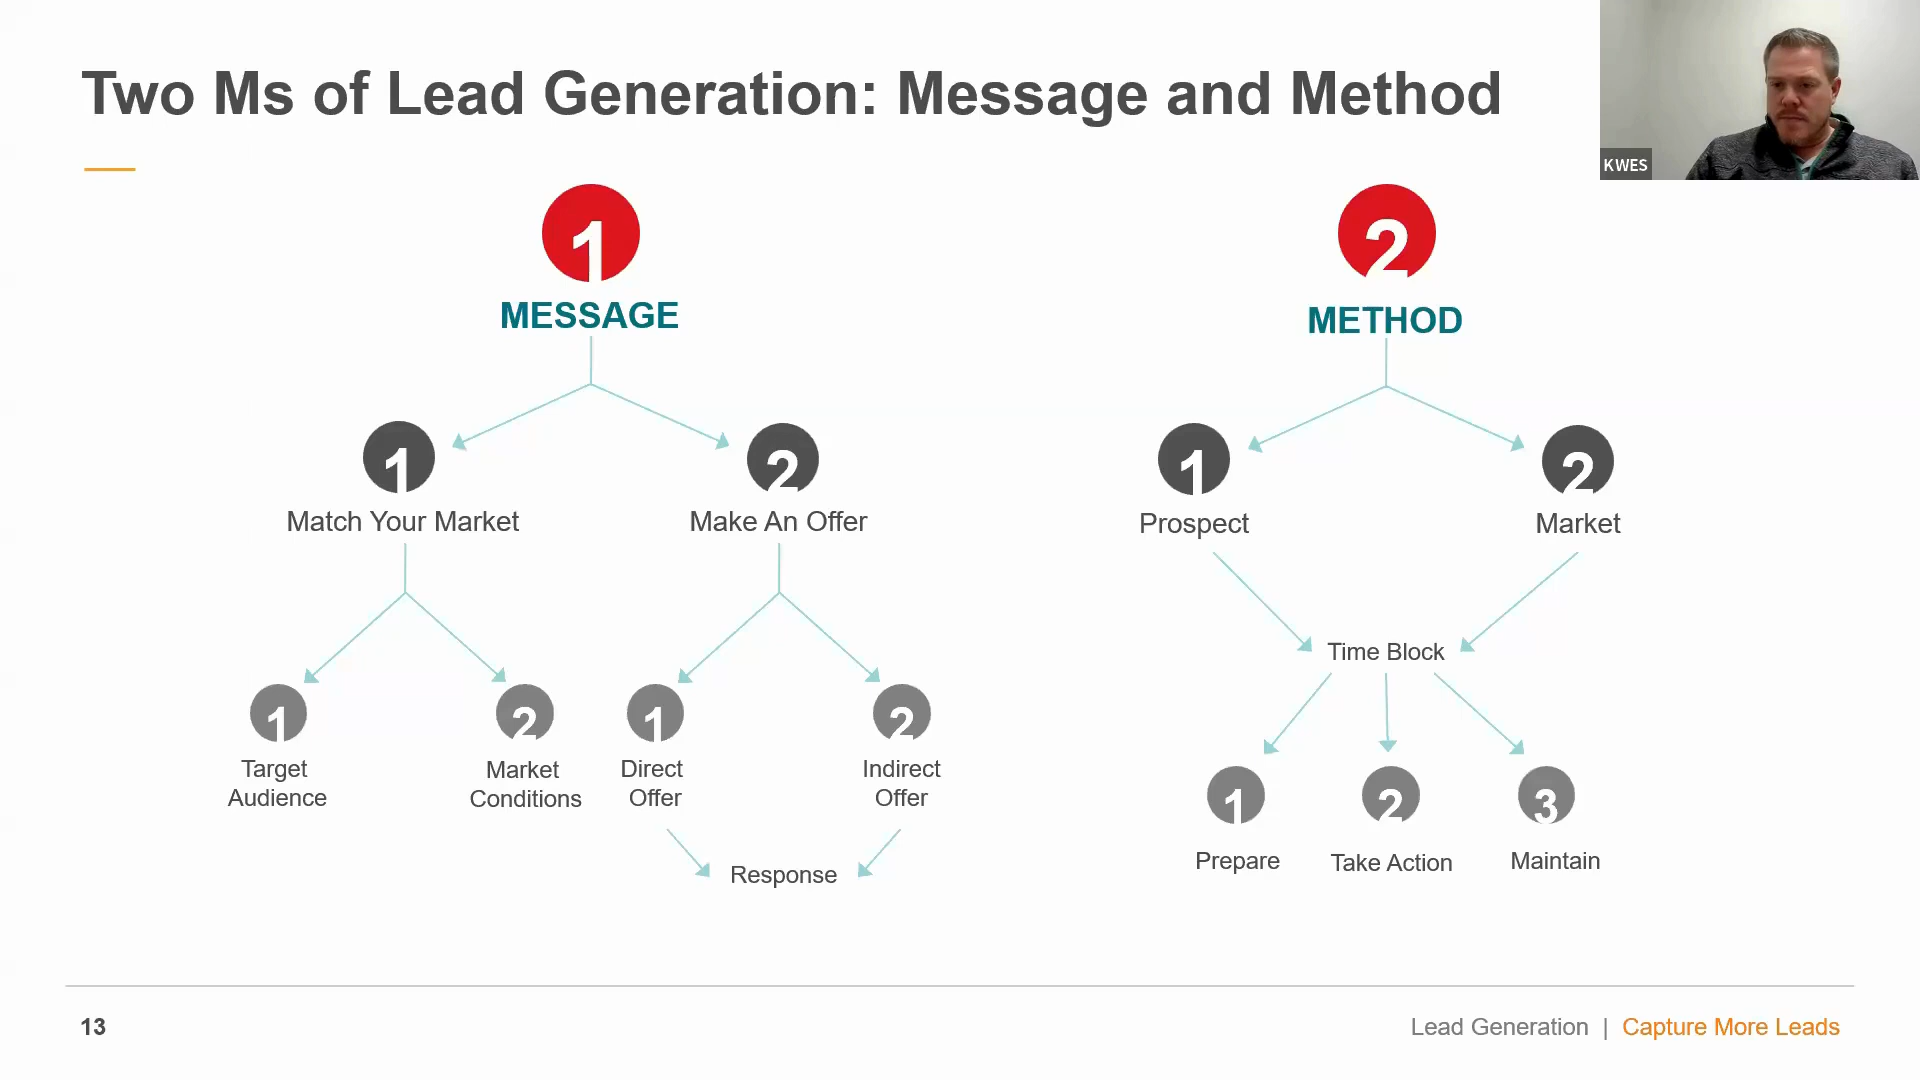 Two Ms of Lead Generation: Message and Method
KWES
1
MESSAGE
1
Match Your Market
2
Make An Offer
1
Target
Audience
2
Market
Conditions
1
Direct
Offer
2
Indirect
Offer
Response
2
METHOD
1
Prospect
2
Market
Time Block
1
Prepare
2
Take Action
3
Maintain
13
Lead Generation | Capture More Leads